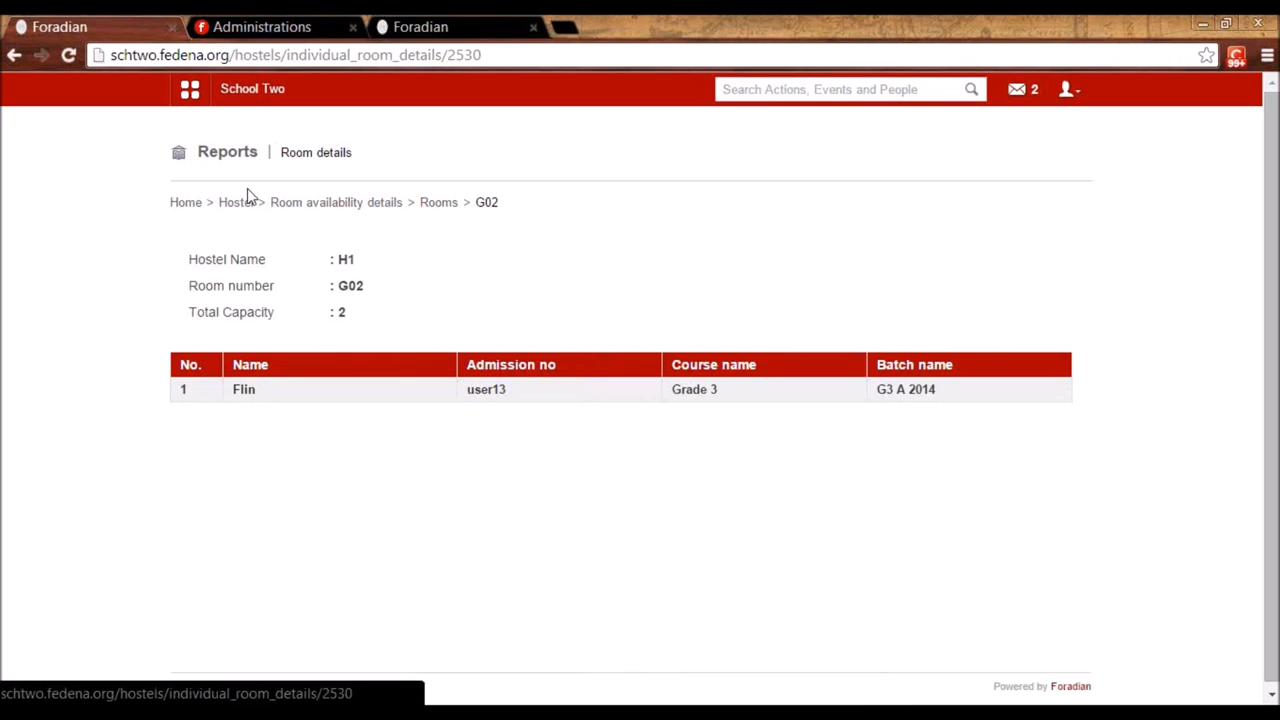 Foradian
Administrations
Foradian
schtwo.fedena.org/hostels/individual_room_details/2530
99+
School Two
Search Actions, Events and People
2
Reports | Room details
Home > Hostel > Room availability details > Rooms > G02
Hostel Name : H1
Room number : G02
Total Capacity : 2
No. Name Admission no Course name Batch name
1 Flin user13 Grade 3 G3 A 2014
Powered by Foradian
schtwo.fedena.org/hostels/individual_room_details/2530